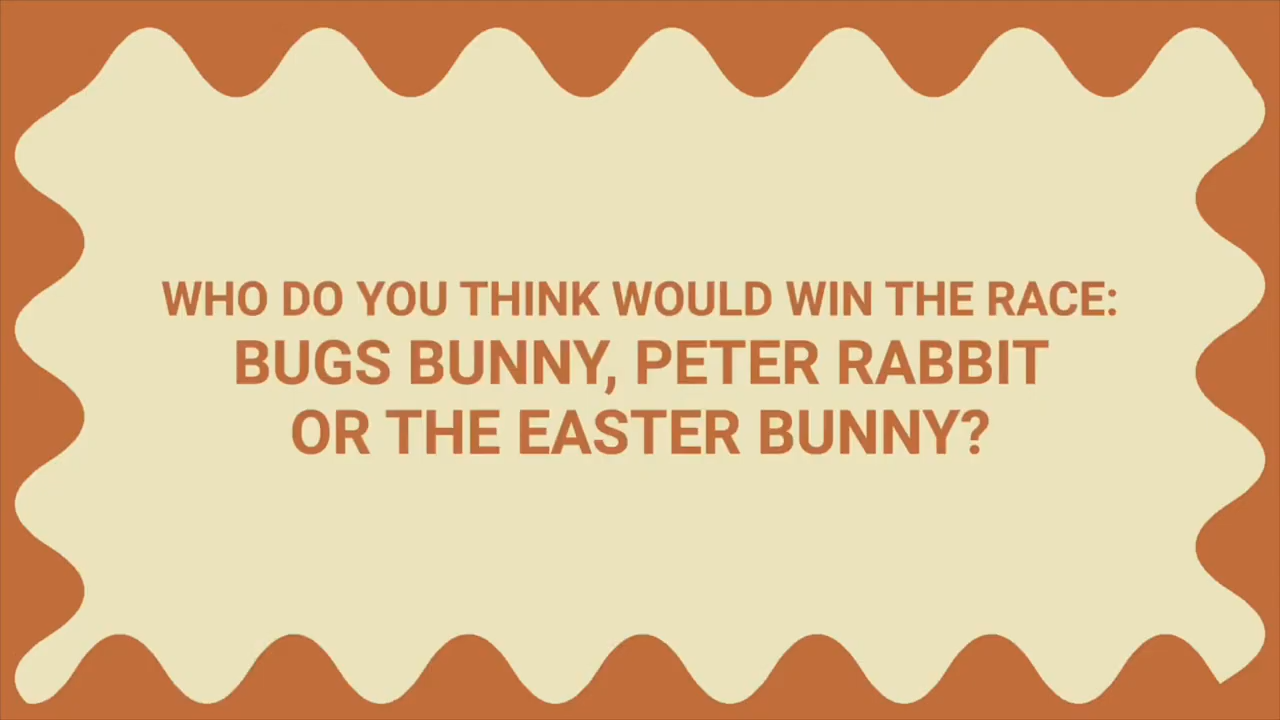 WHO DO YOU THINK WOULD WIN THE RACE:
BUGS BUNNY, PETER RABBIT
OR THE EASTER BUNNY?